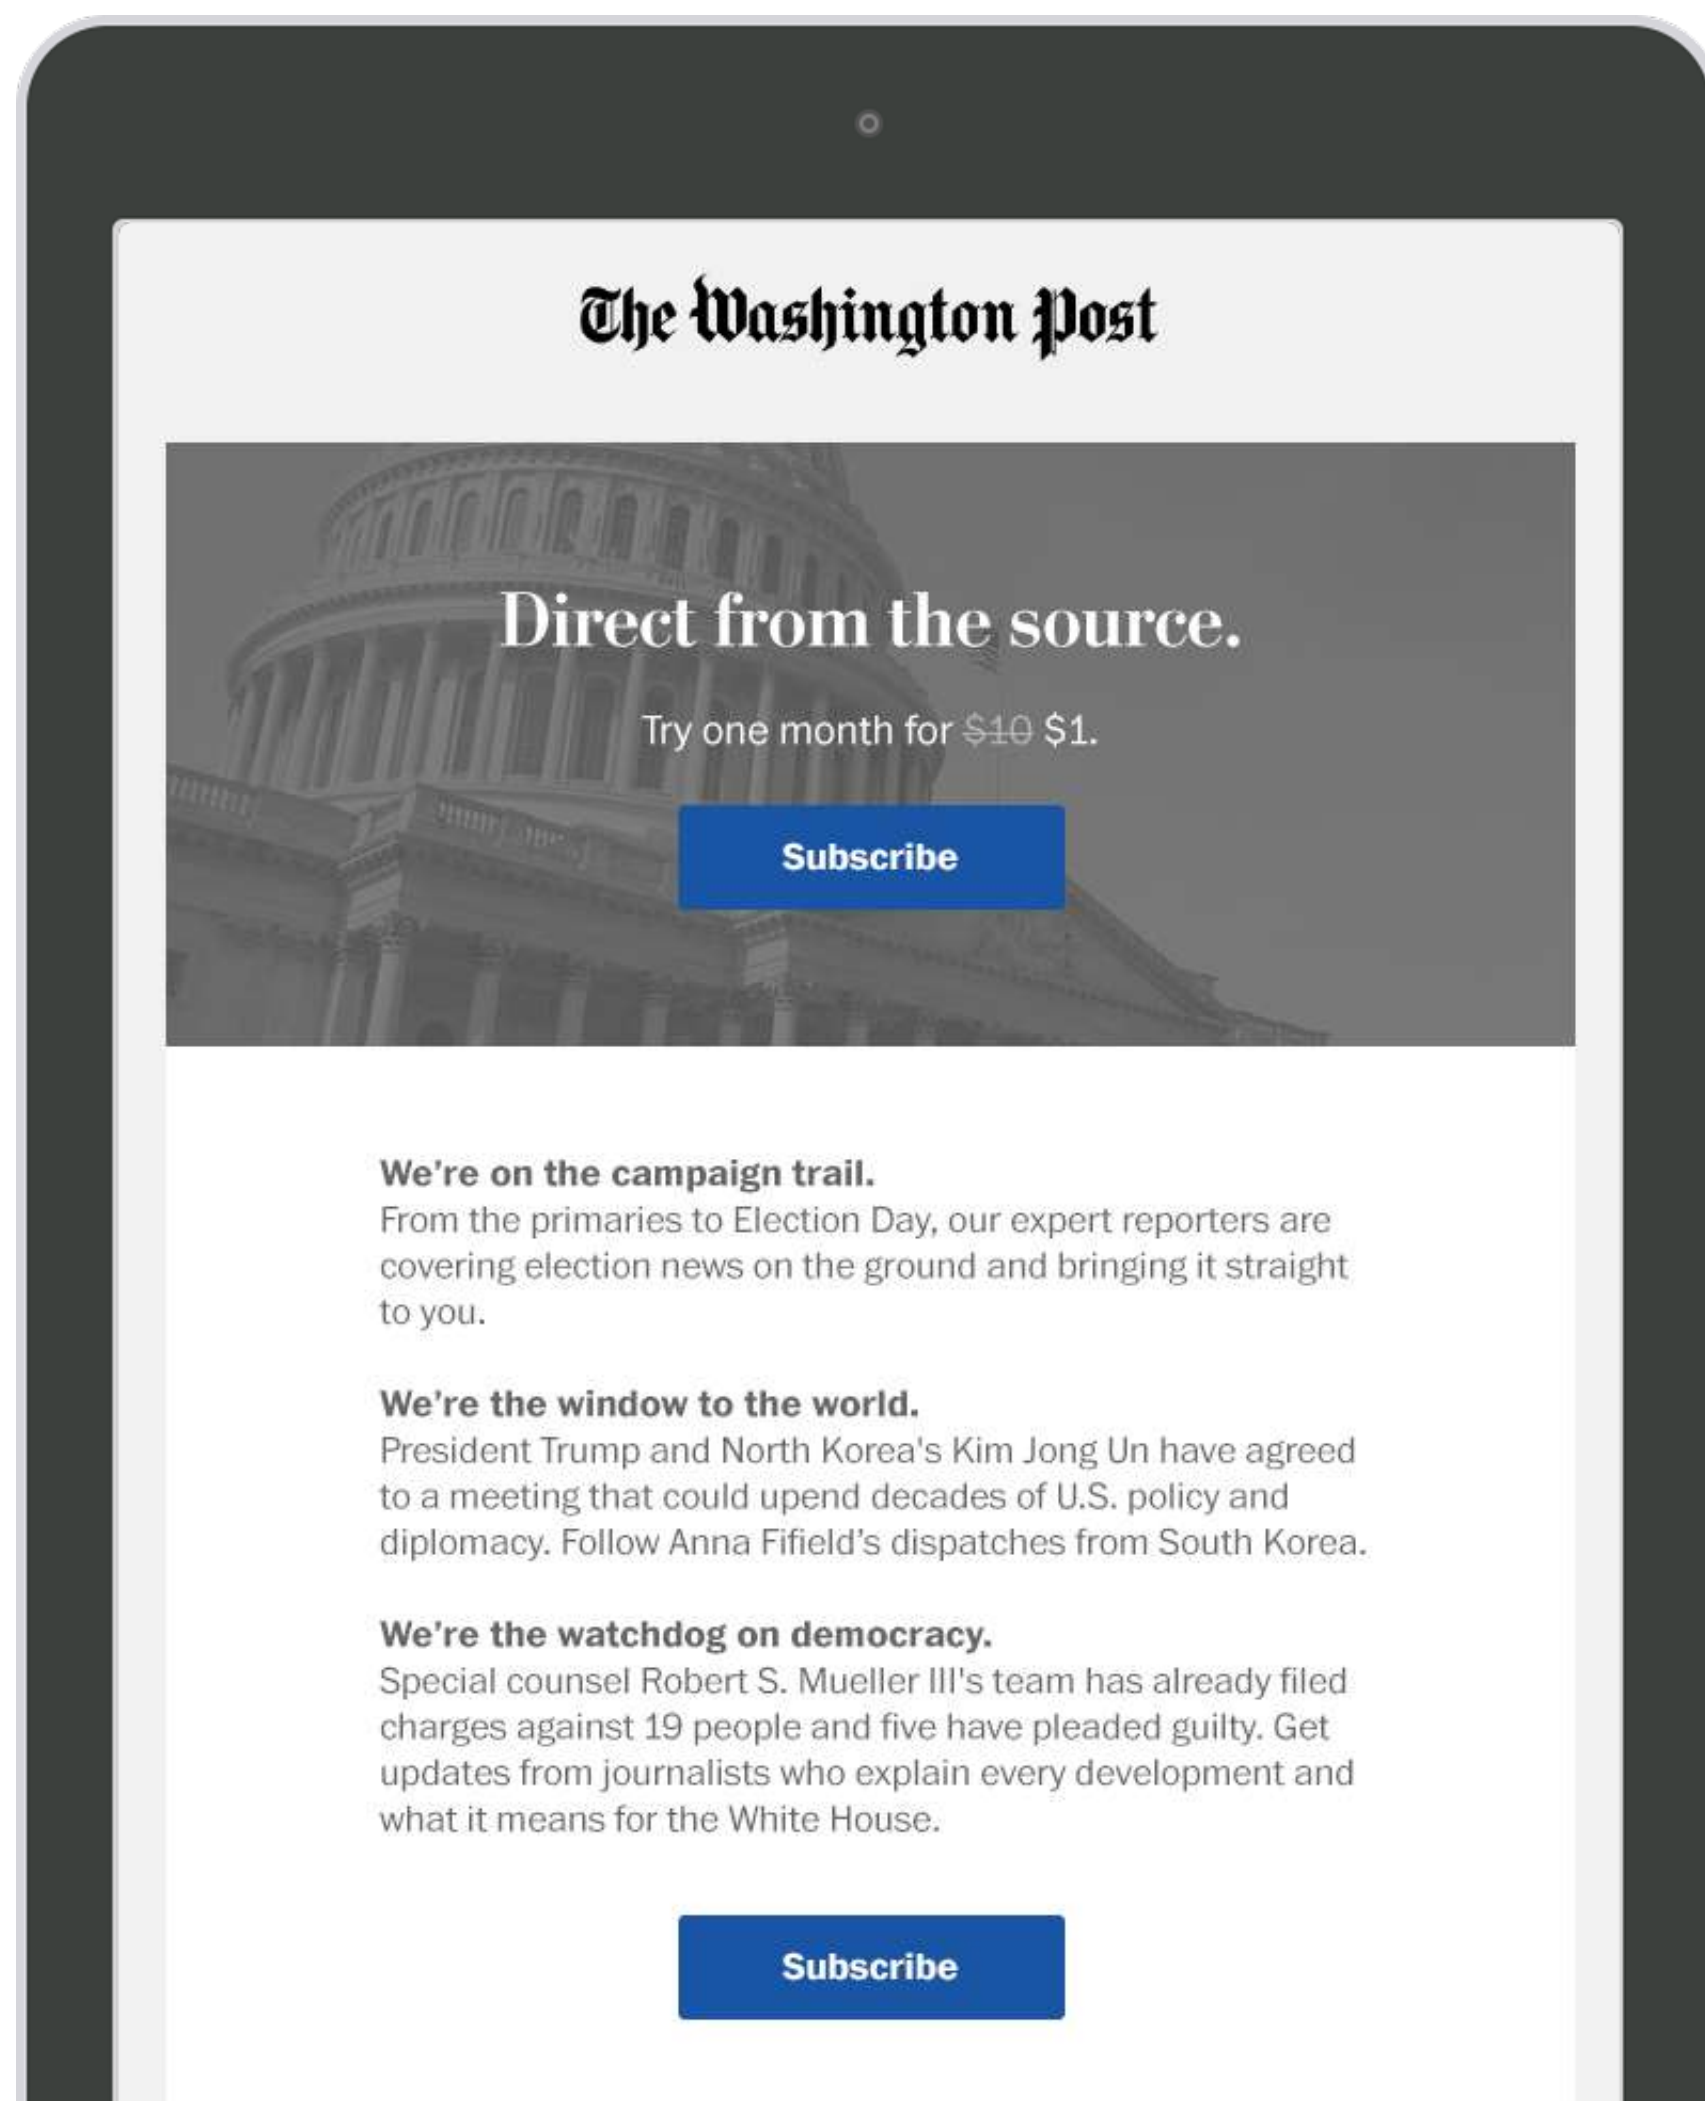 The Washington Post
Direct from the source.
Try one month for $10 $1.
Subscribe
We're on the campaign trail.
From the primaries to Election Day, our expert reporters are
covering election news on the ground and bringing it straight
to you.
We're the window to the world.
President Trump and North Korea's Kim Jong Un have agreed
to a meeting that could upend decades of U.S. policy and
diplomacy. Follow Anna Fifield’s dispatches from South Korea.
We're the watchdog on democracy.
Special counsel Robert S. Mueller III's team has already filed
charges against 19 people and five have pleaded guilty. Get
updates from journalists who explain every development and
what it means for the White House.
Subscribe